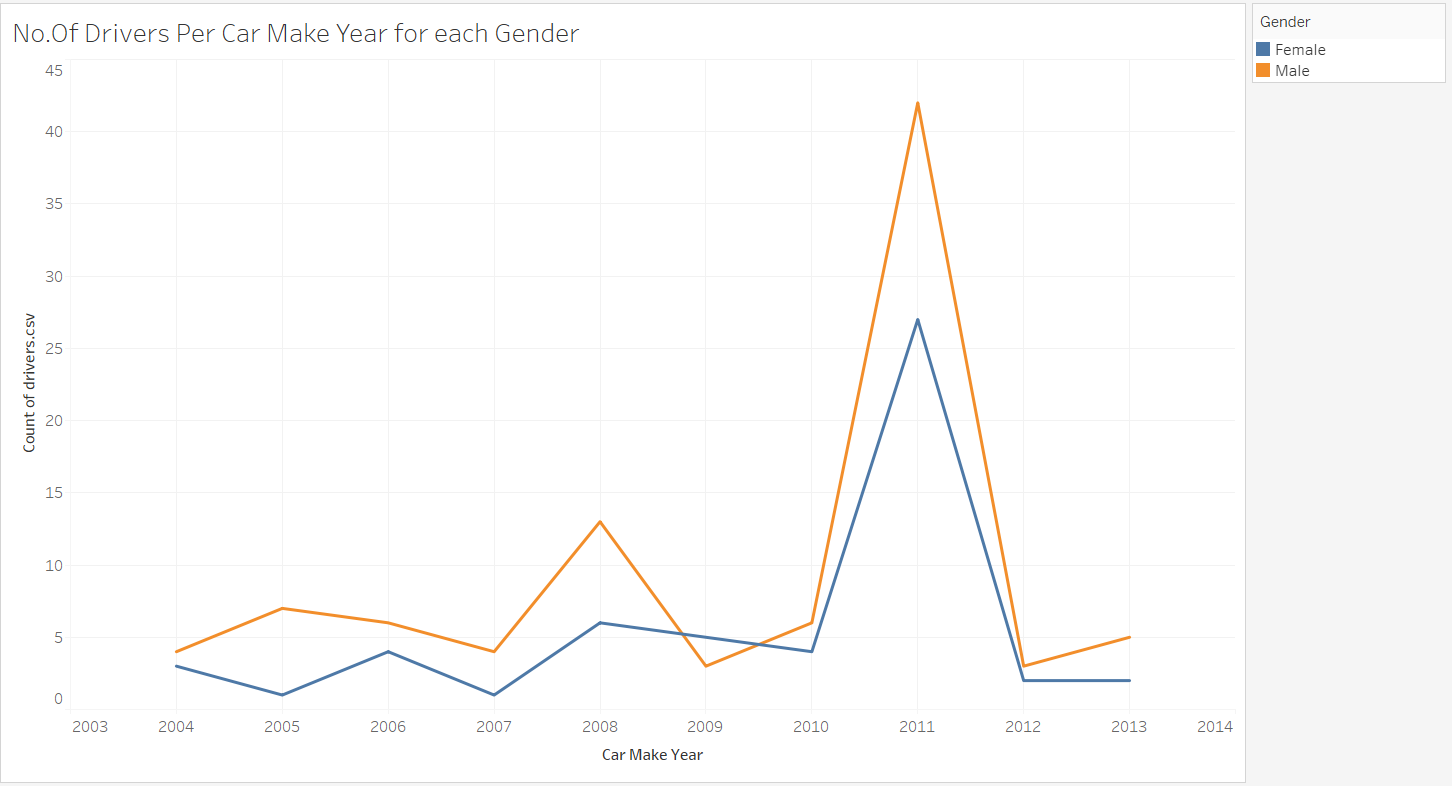 No.Of Drivers Per Car Make Year for each Gender
Gender
Female
Male
45
40
35
30
25
20
15
10
5
0
Count of drivers.csv
2003 2004 2005 2006 2007 2008 2009 2010 2011 2012 2013 2014
Car Make Year